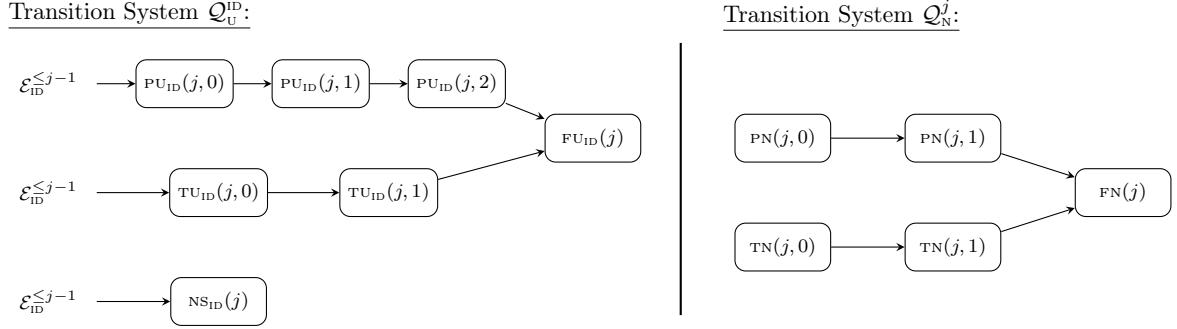 Transition System 𝒬_U^ID:
Transition System 𝒬_N^j:
ℰ_ID^≤j−1
PU_ID(j, 0)
PU_ID(j, 1)
PU_ID(j, 2)
FU_ID(j)
ℰ_ID^≤j−1
TU_ID(j, 0)
TU_ID(j, 1)
ℰ_ID^≤j−1
NS_ID(j)
PN(j, 0)
PN(j, 1)
FN(j)
TN(j, 0)
TN(j, 1)